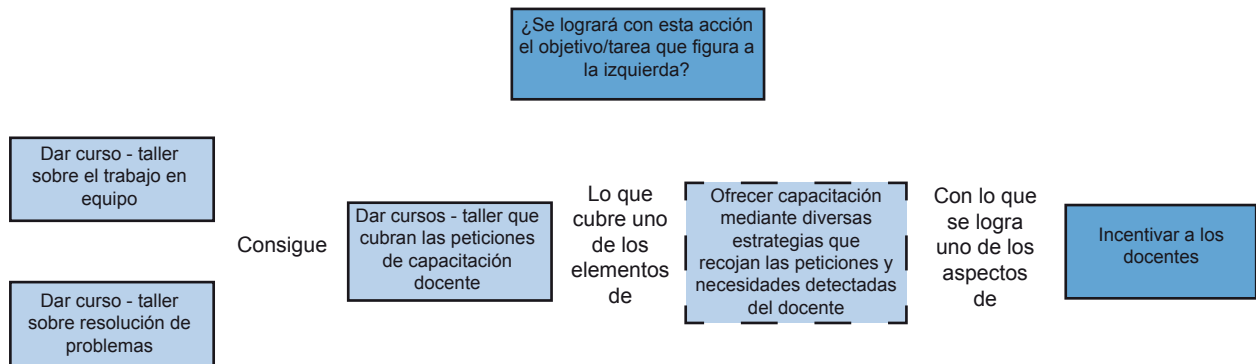 ¿Se logrará con esta acción
el objetivo/tarea que figura a
la izquierda?
Dar curso - taller
sobre el trabajo en
equipo
Dar curso - taller
sobre resolución de
problemas
Consigue
Dar cursos - taller que
cubran las peticiones
de capacitación
docente
Lo que
cubre uno
de los
elementos
de
Ofrecer capacitación
mediante diversas
estrategias que
recojan las peticiones y
necesidades detectadas
del docente
Con lo que
se logra
uno de los
aspectos
de
Incentivar a los
docentes